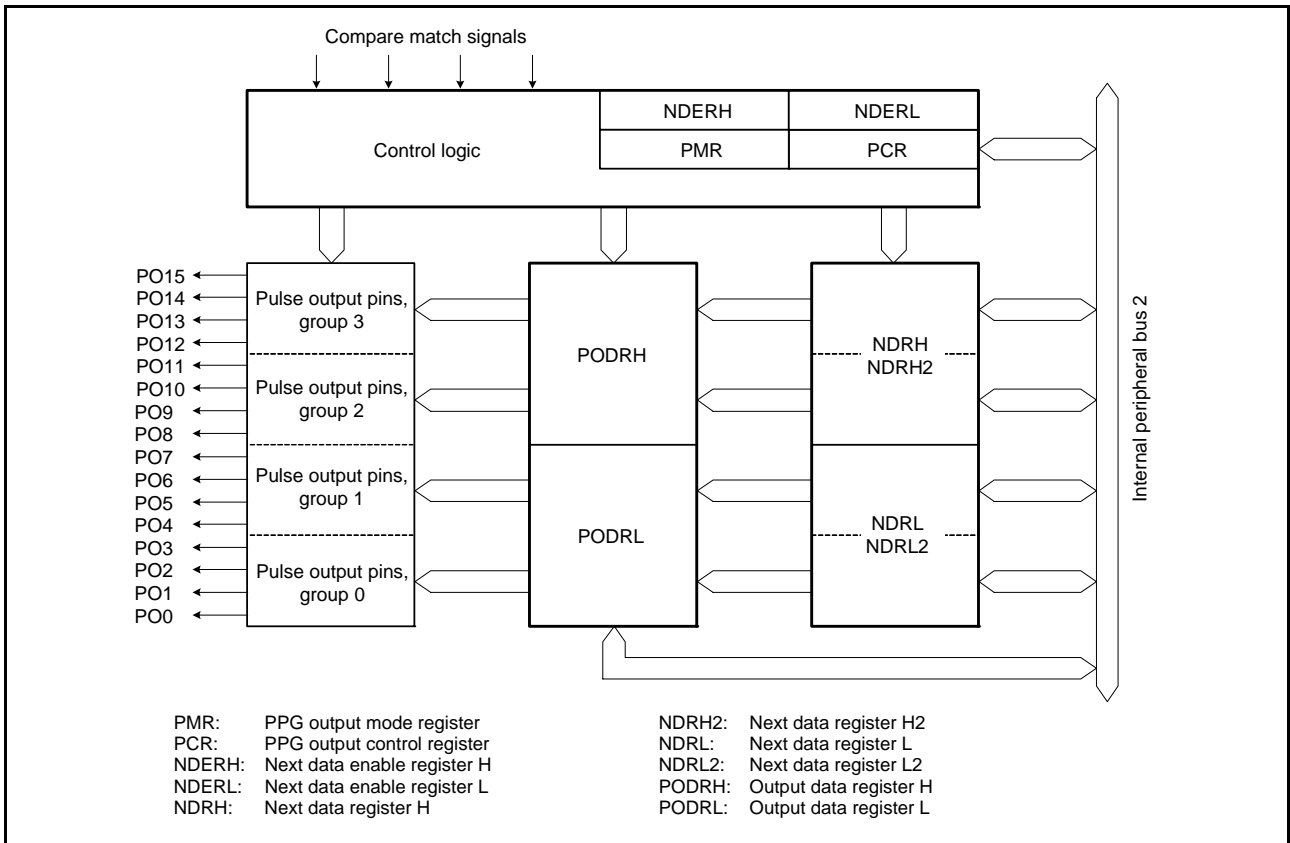 Compare match signals
Control logic
NDERH
NDERL
PMR
PCR
PO15
PO14
PO13
PO12
PO11
PO10
PO9
PO8
PO7
PO6
PO5
PO4
PO3
PO2
PO1
PO0
Pulse output pins,
group 3
Pulse output pins,
group 2
Pulse output pins,
group 1
Pulse output pins,
group 0
PODRH
PODRL
NDRH
NDRH2
NDRL
NDRL2
Internal peripheral bus 2
PMR: PPG output mode register
PCR: PPG output control register
NDERH: Next data enable register H
NDERL: Next data enable register L
NDRH: Next data register H
NDRH2: Next data register H2
NDRL: Next data register L
NDRL2: Next data register L2
PODRH: Output data register H
PODRL: Output data register L